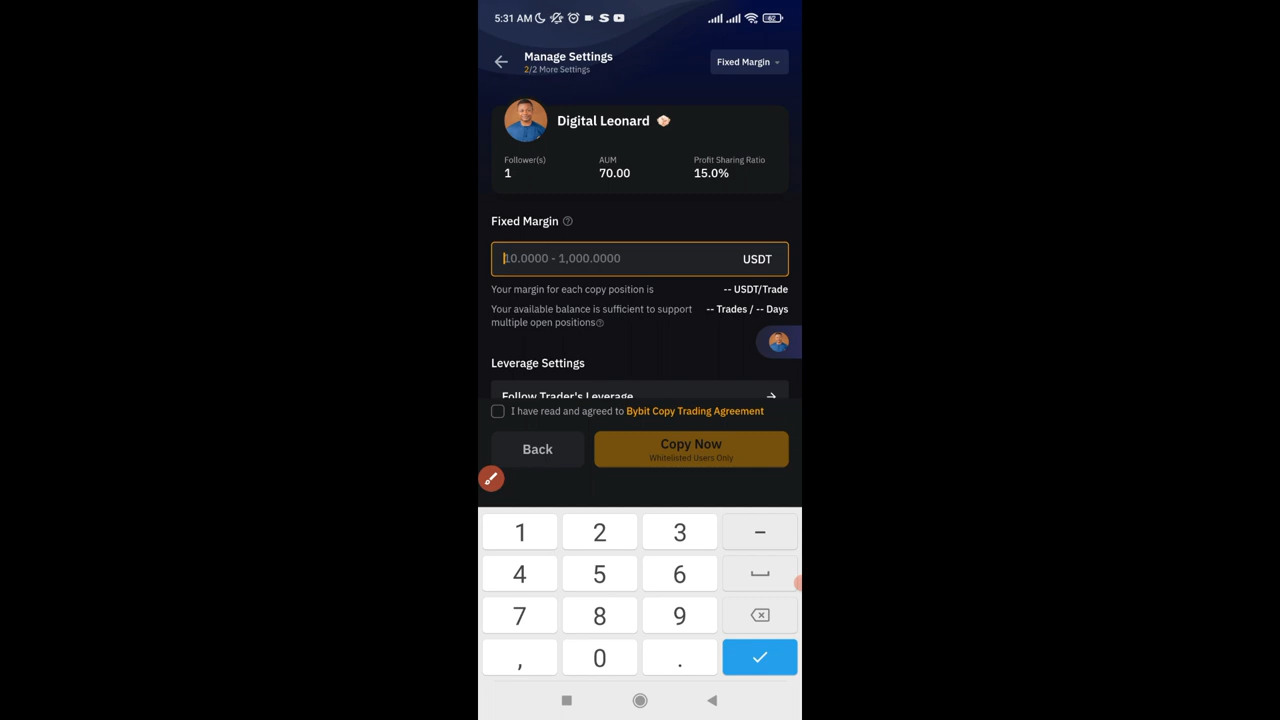 5:31 AM
62
Manage Settings
2/2 More Settings
Fixed Margin
Digital Leonard
Follower(s)
AUM
Profit Sharing Ratio
1
70.00
15.0%
Fixed Margin
10.0000 - 1,000.0000
USDT
Your margin for each copy position is
-- USDT/Trade
Your available balance is sufficient to support
multiple open positions
-- Trades / -- Days
Leverage Settings
Follow Trader's Leverage
I have read and agreed to Bybit Copy Trading Agreement
Back
Copy Now
Whitelisted Users Only
1 2 3 –
4 5 6
7 8 9
, 0 .